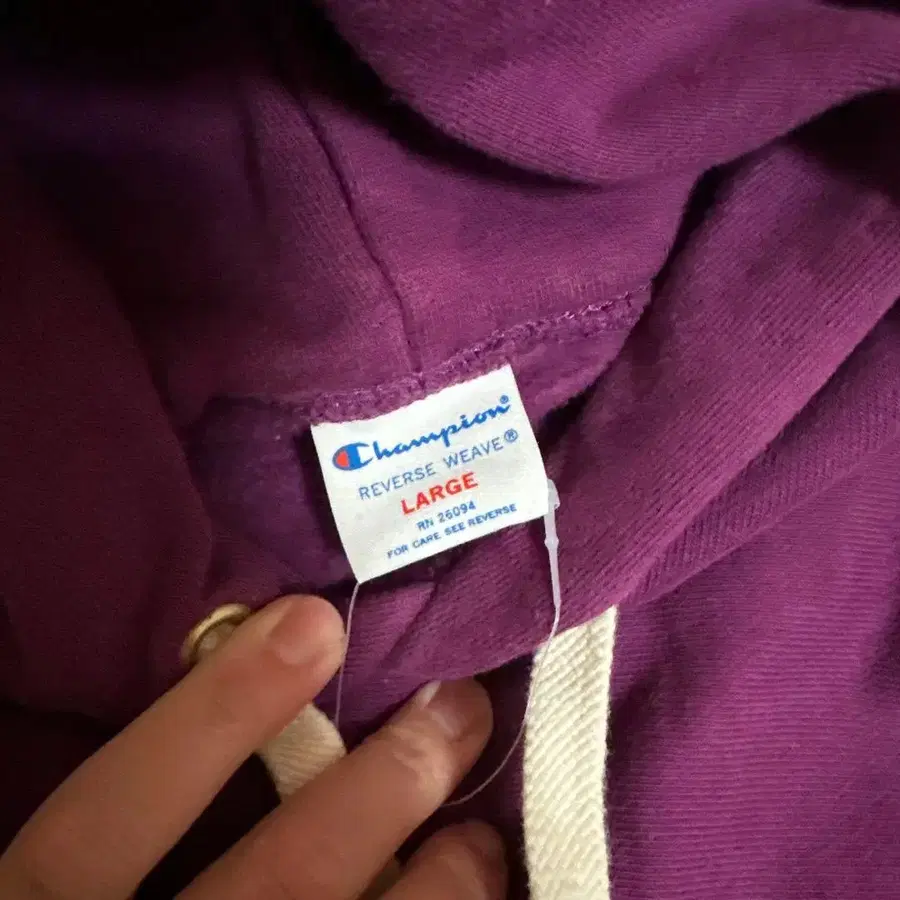 Champion®
REVERSE WEAVE®
LARGE
RN 26094
FOR CARE SEE REVERSE